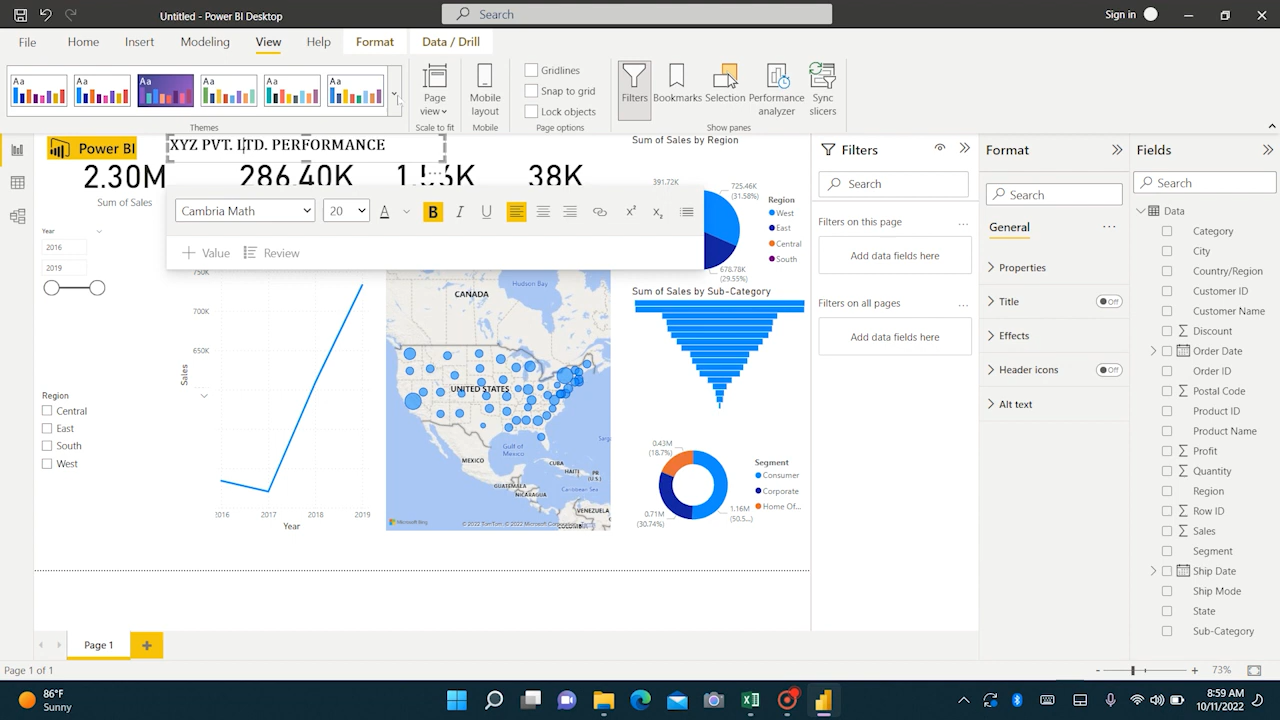 Untitled - Power BI Desktop
Search
Sign in
File
Home
Insert
Modeling
View
Help
Format
Data / Drill
Aa
Aa
Aa
Aa
Aa
Aa
Themes
Page view
Scale to fit
Mobile layout
Mobile
Gridlines
Snap to grid
Lock objects
Page options
Filters
Bookmarks
Selection
Performance analyzer
Sync slicers
Show panes
Power BI
XYZ PVT. LTD. PERFORMANCE
2.30M
Sum of Sales
286.40K
38K
Cambria Math
20
A
B
I
U
Value
Review
Year
2016
2019
Region
Central
East
South
West
750K
700K
650K
Sales
2016
2017
2018
2019
Year
CANADA
Hudson Bay
UNITED STATES
Gulf of Mexico
MEXICO
CUBA
HAITI
PR
(U.S.)
GUATEMALA
NICARAGUA
Caribbean Sea
VENEZUELA
Microsoft Bing
© 2022 TomTom, © 2022 Microsoft Corporation
Sum of Sales by Region
391.72K
725.46K
(31.58%)
678.78K
(29.55%)
Region
West
East
Central
South
Sum of Sales by Sub-Category
0.43M
(18.7%)
0.71M
(30.74%)
1.16M
(50.5...)
Segment
Consumer
Corporate
Home Of...
Filters
Search
Filters on this page
Add data fields here
Filters on all pages
Add data fields here
Format
Search
General
Properties
Title
Off
Effects
Header icons
Off
Alt text
Fields
Search
Data
Category
City
Country/Region
Customer ID
Customer Name
Discount
Order Date
Order ID
Postal Code
Product ID
Product Name
Profit
Quantity
Region
Row ID
Sales
Segment
Ship Date
Ship Mode
State
Sub-Category
Page 1
Page 1 of 1
73%
86°F
Sunny
8:59 AM
10/11/2022